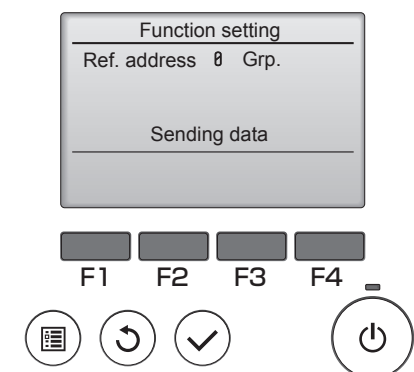 Function setting
Ref. address 0 Grp.
Sending data
F1 F2 F3 F4